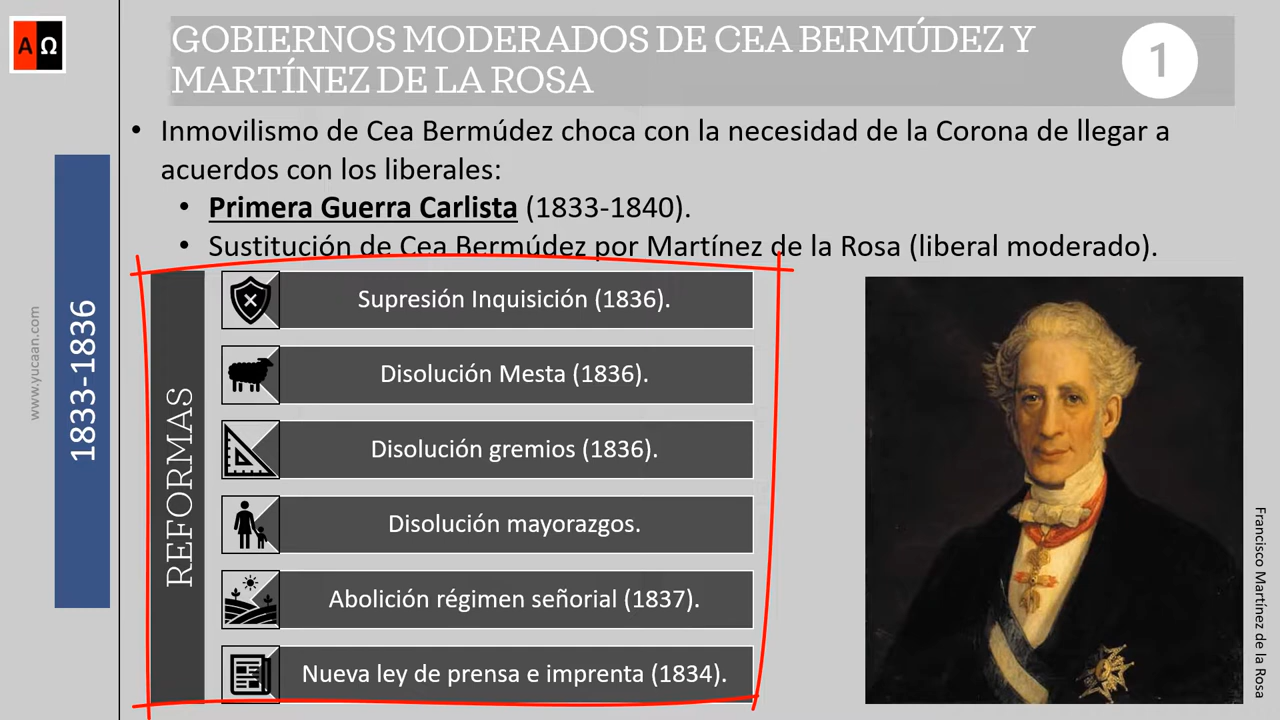 AΩ
GOBIERNOS MODERADOS DE CEA BERMÚDEZ Y
MARTÍNEZ DE LA ROSA
1
• Inmovilismo de Cea Bermúdez choca con la necesidad de la Corona de llegar a
acuerdos con los liberales:
• Primera Guerra Carlista (1833-1840).
• Sustitución de Cea Bermúdez por Martínez de la Rosa (liberal moderado).
www.yucaan.com
1833-1836
REFORMAS
Supresión Inquisición (1836).
Disolución Mesta (1836).
Disolución gremios (1836).
Disolución mayorazgos.
Abolición régimen señorial (1837).
Nueva ley de prensa e imprenta (1834).
Francisco Martínez de la Rosa